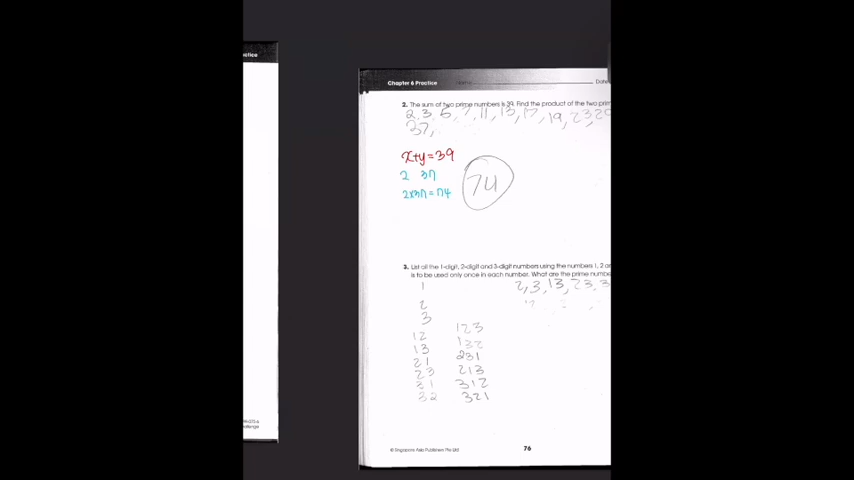 actice
Chapter 6 Practice
Date
2. The sum of two prime numbers is 39. Find the product of the two prim
2, 3, 5, 7, 11, 13, 17, 19, 23, 29
37,
x+y=39
2 37
2x37=74
74
3. List all the 1-digit, 2-digit and 3-digit numbers using the numbers 1, 2 a
is to be used only once in each number. What are the prime numbe
1
2, 3, 13, 23, 3
2
3
12
13
21
23
31
32
123
132
231
213
312
321
© Singapore Asia Publishers Pte Ltd
76